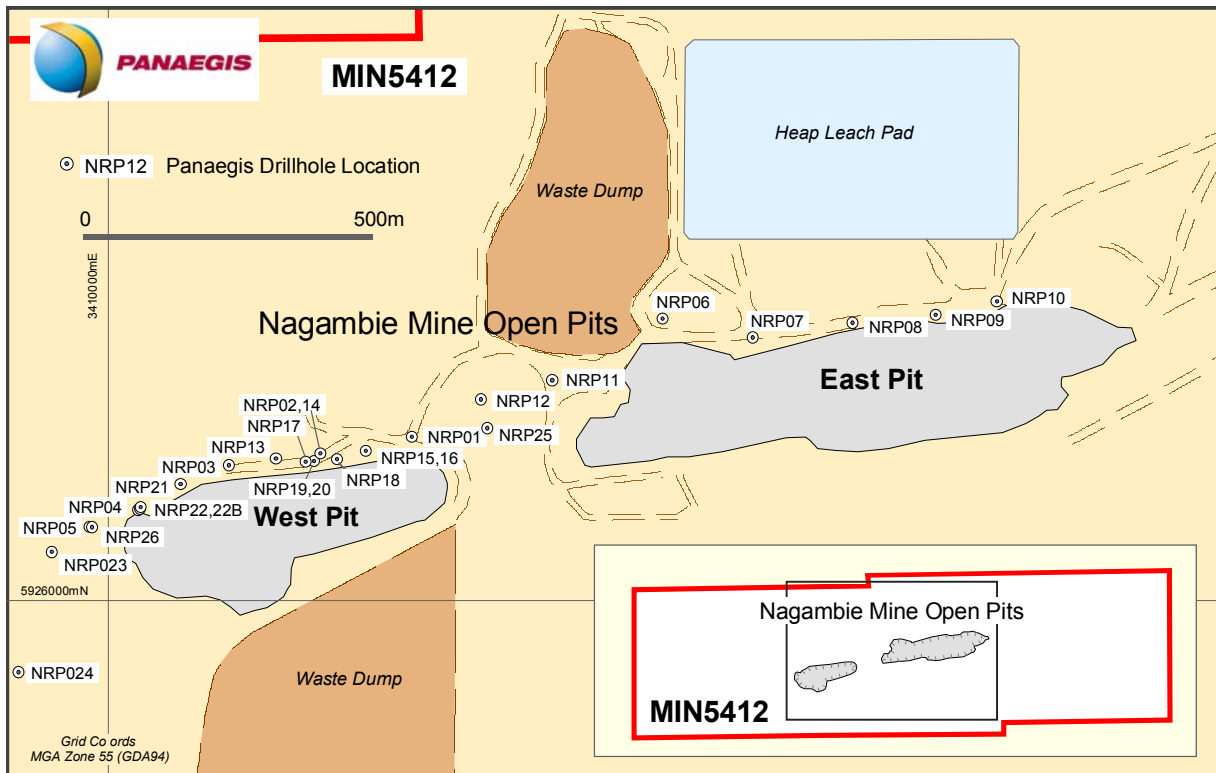 PANAEGIS
MIN5412
Heap Leach Pad
NRP12 Panaegis Drillhole Location
Waste Dump
0 500m
3410000mE
NRP06
NRP10
NRP07
NRP08
NRP09
Nagambie Mine Open Pits
East Pit
NRP11
NRP12
NRP02,14
NRP17
NRP01
NRP25
NRP13
NRP15,16
NRP03
NRP18
NRP21
NRP19,20
NRP04
NRP22,22B
West Pit
NRP05
NRP26
NRP023
5926000mN
Nagambie Mine Open Pits
NRP024
Waste Dump
MIN5412
Grid Co ords
MGA Zone 55 (GDA94)